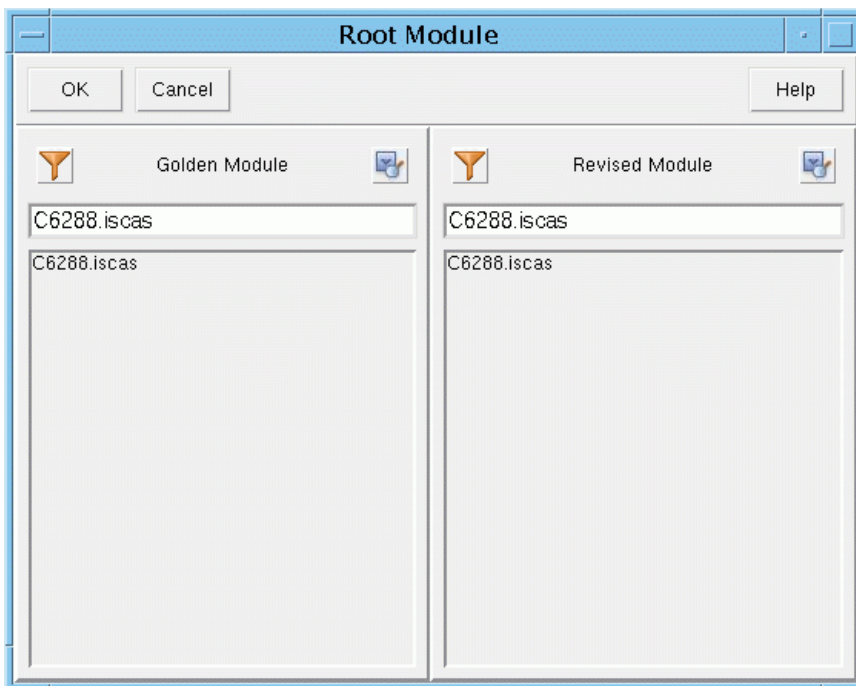 Root Module
OK Cancel Help
Golden Module
C6288.iscas
C6288.iscas
Revised Module
C6288.iscas
C6288.iscas